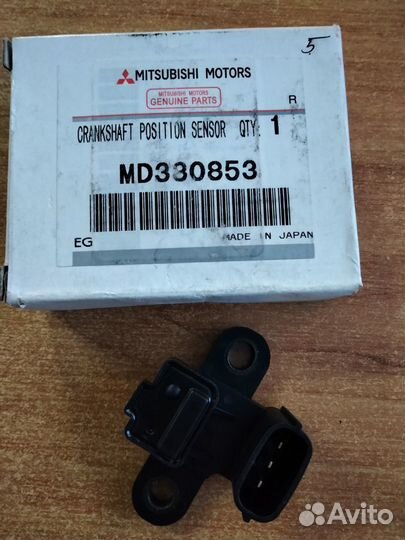 5
MITSUBISHI MOTORS
MITSUBISHI MOTORS
GENUINE PARTS
R
CRANKSHAFT POSITION SENSOR QTY: 1
MD330853
EG MADE IN JAPAN
Avito